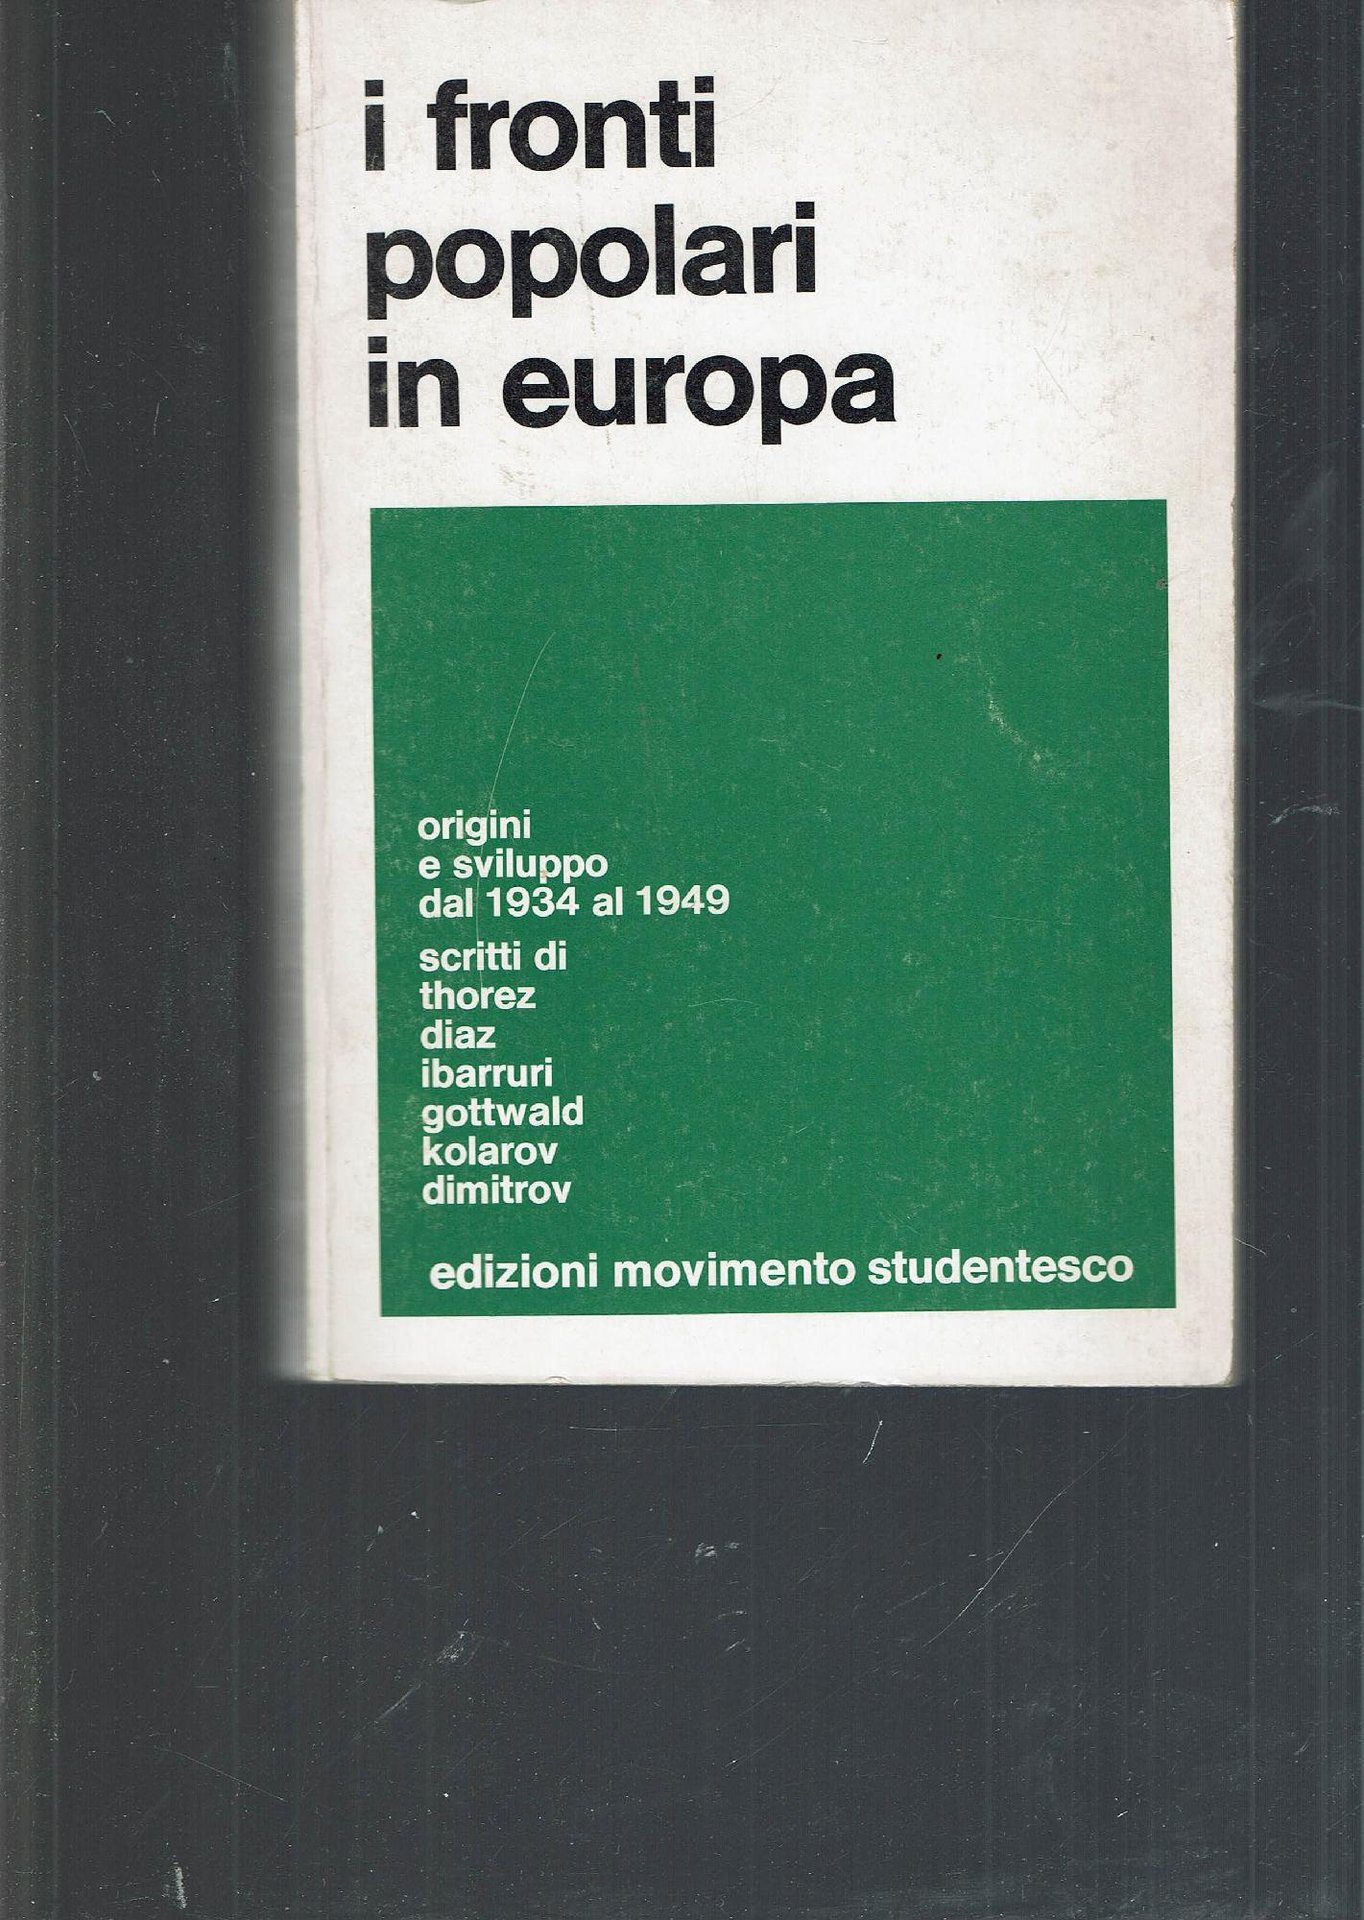 i fronti
popolari
in europa
origini
e sviluppo
dal 1934 al 1949
scritti di
thorez
diaz
ibarruri
gottwald
kolarov
dimitrov
edizioni movimento studentesco